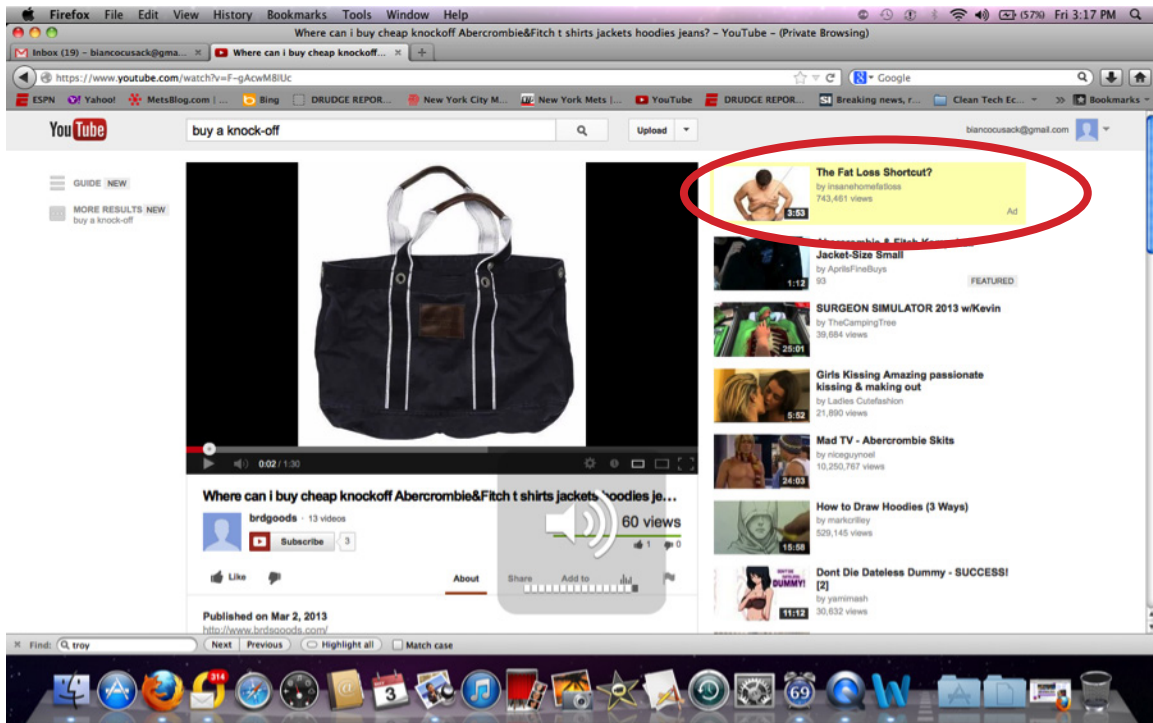 Firefox File Edit View History Bookmarks Tools Window Help (57%) Fri 3:17 PM
Where can i buy cheap knockoff Abercrombie&Fitch t shirts jackets hoodies jeans? - YouTube - (Private Browsing)
Inbox (19) - biancocusack@gma... Where can i buy cheap knockoff...
https://www.youtube.com/watch?v=F-gAcwM8lUc Google
ESPN Yahoo! MetsBlog.com | ... Bing DRUDGE REPOR... New York City M... New York Mets |... YouTube DRUDGE REPOR... Breaking news, r... Clean Tech Ec... Bookmarks
YouTube buy a knock-off Upload biancocusack@gmail.com
GUIDE NEW
MORE RESULTS NEW
buy a knock-off
0:02 / 1:30
Where can i buy cheap knockoff Abercrombie&Fitch t shirts jackets hoodies je...
brdgoods · 13 videos
Subscribe 3
60 views
1 0
Like About Share Add to
Published on Mar 2, 2013
http://www.brdsgoods.com/
The Fat Loss Shortcut?
by insanehomefatloss
743,461 views
Ad
3:53
Abercrombie & Fitch
Jacket-Size Small
by AprilsFineBuys
93 FEATURED
1:12
SURGEON SIMULATOR 2013 w/Kevin
by TheCampingTree
39,684 views
25:01
Girls Kissing Amazing passionate
kissing & making out
by Ladies Cutefashion
21,890 views
5:52
Mad TV - Abercrombie Skits
by niceguynoel
10,250,767 views
24:03
How to Draw Hoodies (3 Ways)
by markcrilley
529,145 views
15:58
Dont Die Dateless Dummy - SUCCESS!
[2]
by yamimash
30,632 views
DUMMY!
11:12
Find: troy Next Previous Highlight all Match case
314
3
69